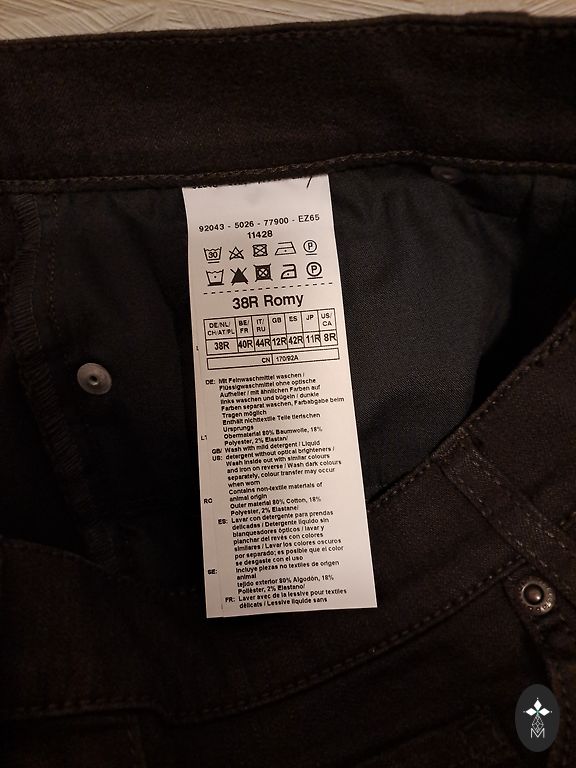 92043 - 5026 - 77900 - EZ65
11428
30
P
P
38R Romy
DE/NL/ CH/AT/PL BE/ FR IT/ RU GB ES JP US/ CA
38R 40R 44R 12R 42R 11R 8R
CN 170/92A
DE: Mit Feinwaschmittel waschen /
Flüssigwaschmittel ohne optische
Aufheller / mit ähnlichen Farben auf
links waschen und bügeln / dunkle
Farben separat waschen, Farbabgabe beim
Tragen möglich
Enthält nichttextile Teile tierischen
Ursprungs
Obermaterial 80% Baumwolle, 18%
Polyester, 2% Elastan/
GB/ Wash with mild detergent / Liquid
US: detergent without optical brighteners /
Wash inside out with similar colours
and iron on reverse / Wash dark colours
separately, colour transfer may occur
when worn
Contains non-textile materials of
animal origin
Outer material 80% Cotton, 18%
Polyester, 2% Elastane/
ES: Lavar con detergente para prendas
delicadas / Detergente líquido sin
blanqueadores ópticos / lavar y
planchar del revés con colores
similares / Lavar los colores oscuros
por separado; es posible que el color
se desgaste con el uso
Incluye piezas no textiles de origen
animal
tejido exterior 80% Algodón, 18%
Poliéster, 2% Elastano/
FR: Laver avec de la lessive pour textiles
délicats / Lessive liquide sans
M